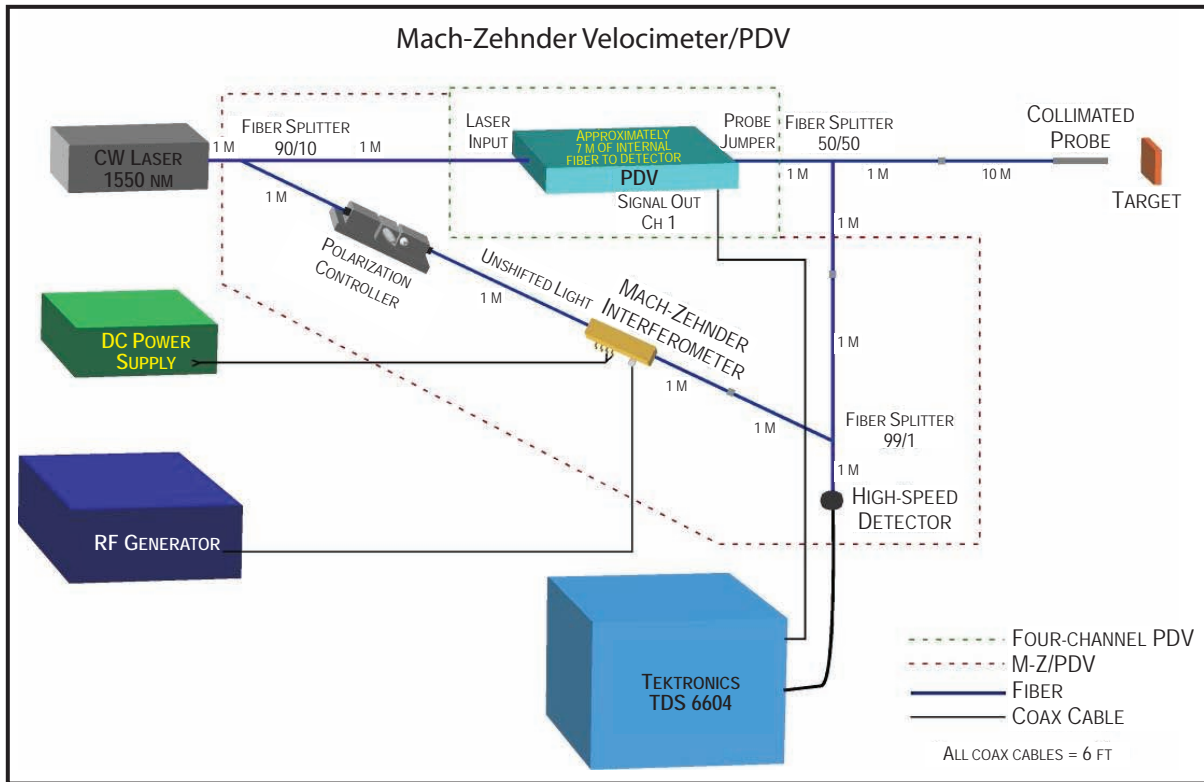 Mach-Zehnder Velocimeter/PDV
CW LASER
1550 NM
1 M
FIBER SPLITTER
90/10
1 M
LASER
INPUT
APPROXIMATELY
7 M OF INTERNAL
FIBER TO DETECTOR
PDV
PROBE
JUMPER
FIBER SPLITTER
50/50
1 M
1 M
10 M
COLLIMATED
PROBE
TARGET
SIGNAL OUT
CH 1
1 M
POLARIZATION
CONTROLLER
UNSHIFTED LIGHT
1 M
MACH-ZEHNDER
INTERFEROMETER
1 M
1 M
1 M
1 M
FIBER SPLITTER
99/1
1 M
HIGH-SPEED
DETECTOR
DC POWER
SUPPLY
RF GENERATOR
TEKTRONICS
TDS 6604
FOUR-CHANNEL PDV
M-Z/PDV
FIBER
COAX CABLE
ALL COAX CABLES = 6 FT